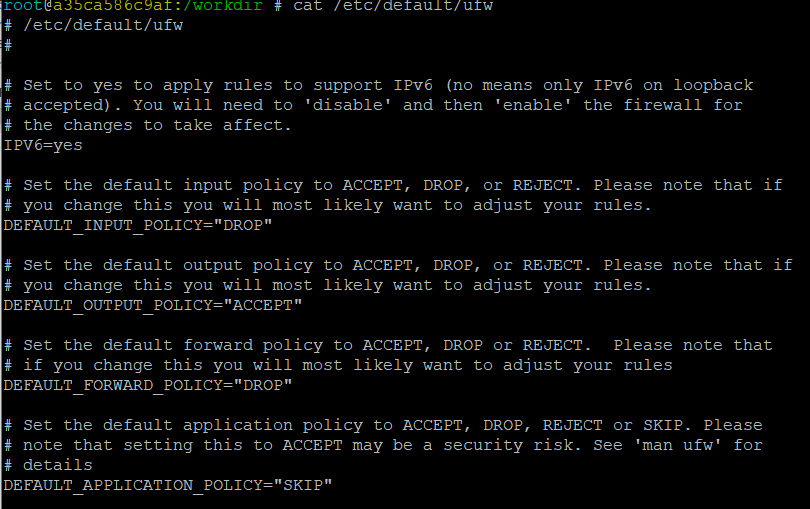 root@a35ca586c9af:/workdir # cat /etc/default/ufw
# /etc/default/ufw
#

# Set to yes to apply rules to support IPv6 (no means only IPv6 on loopback
# accepted). You will need to 'disable' and then 'enable' the firewall for
# the changes to take affect.
IPV6=yes

# Set the default input policy to ACCEPT, DROP, or REJECT. Please note that if
# you change this you will most likely want to adjust your rules.
DEFAULT_INPUT_POLICY="DROP"

# Set the default output policy to ACCEPT, DROP, or REJECT. Please note that if
# you change this you will most likely want to adjust your rules.
DEFAULT_OUTPUT_POLICY="ACCEPT"

# Set the default forward policy to ACCEPT, DROP or REJECT.  Please note that
# if you change this you will most likely want to adjust your rules
DEFAULT_FORWARD_POLICY="DROP"

# Set the default application policy to ACCEPT, DROP, REJECT or SKIP. Please
# note that setting this to ACCEPT may be a security risk. See 'man ufw' for
# details
DEFAULT_APPLICATION_POLICY="SKIP"